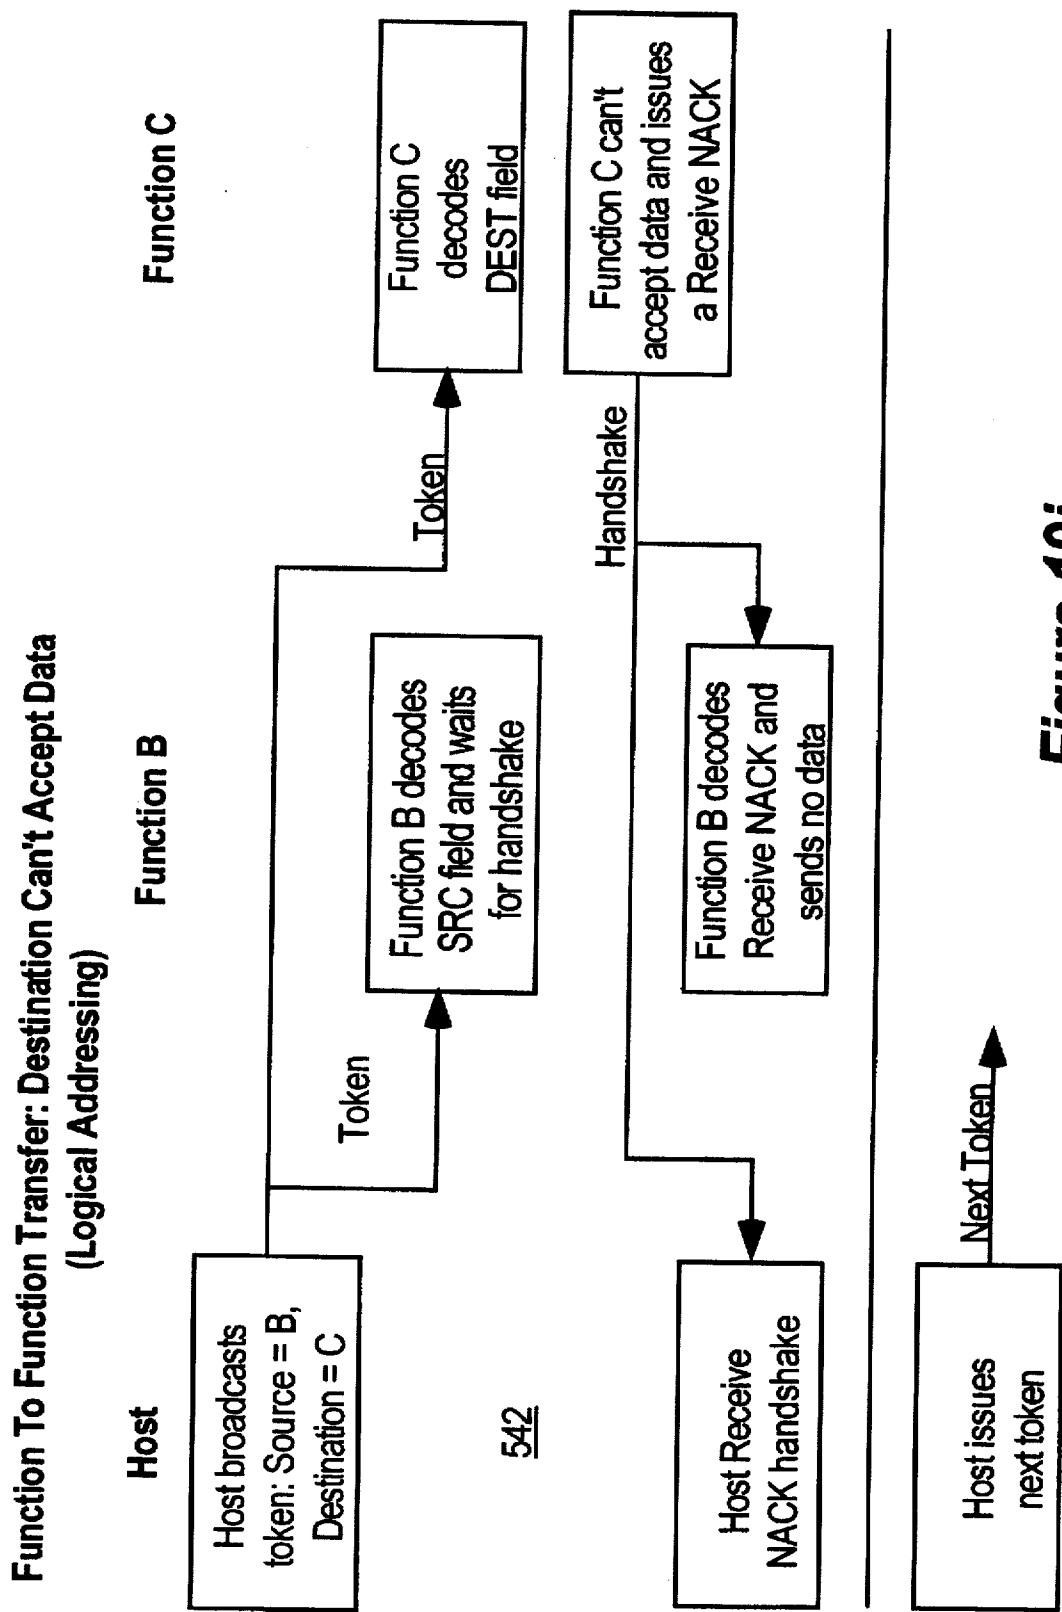 Function To Function Transfer: Destination Can't Accept Data
(Logical Addressing)
Host
Function B
Function C
Host broadcasts
token: Source = B,
Destination = C
Token
Function B decodes
SRC field and waits
for handshake
Token
Function C
decodes
DEST field
542
Function C can't
accept data and issues
a Receive NACK
Handshake
Function B decodes
Receive NACK and
sends no data
Host Receive
NACK handshake
Host issues
next token
Next Token